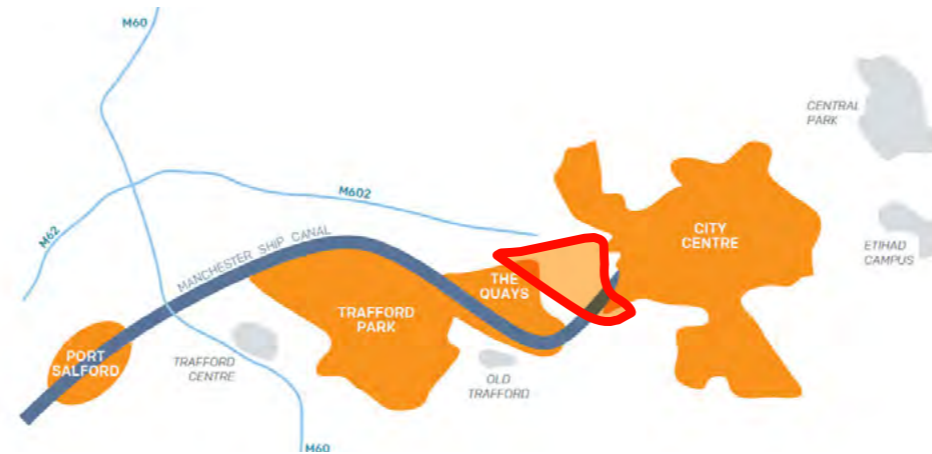 M60
CENTRAL
PARK
M602
M62
CITY
CENTRE
MANCHESTER SHIP CANAL
ETIHAD
CAMPUS
THE
QUAYS
TRAFFORD
PARK
PORT
SALFORD
TRAFFORD
CENTRE
OLD
TRAFFORD
M60